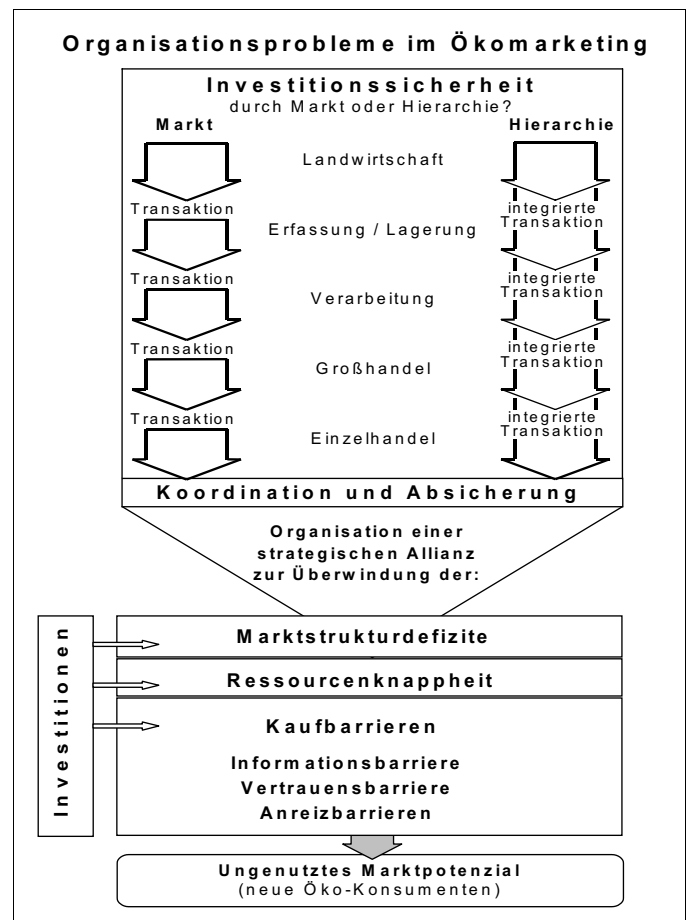 Organisationsprobleme im Ökomarketing
Investitionssicherheit
durch Markt oder Hierarchie?
Markt
Hierarchie
Landwirtschaft
Transaktion
integrierte
Transaktion
Erfassung / Lagerung
Transaktion
integrierte
Transaktion
Verarbeitung
Transaktion
integrierte
Transaktion
Großhandel
Transaktion
integrierte
Transaktion
Einzelhandel
Koordination und Absicherung
Organisation einer
strategischen Allianz
zur Überwindung der:
Investitionen
Marktstrukturdefizite
Ressourcenknappheit
Kaufbarrieren
Informationsbarriere
Vertrauensbarriere
Anreizbarrieren
Ungenutztes Marktpotenzial
(neue Öko-Konsumenten)